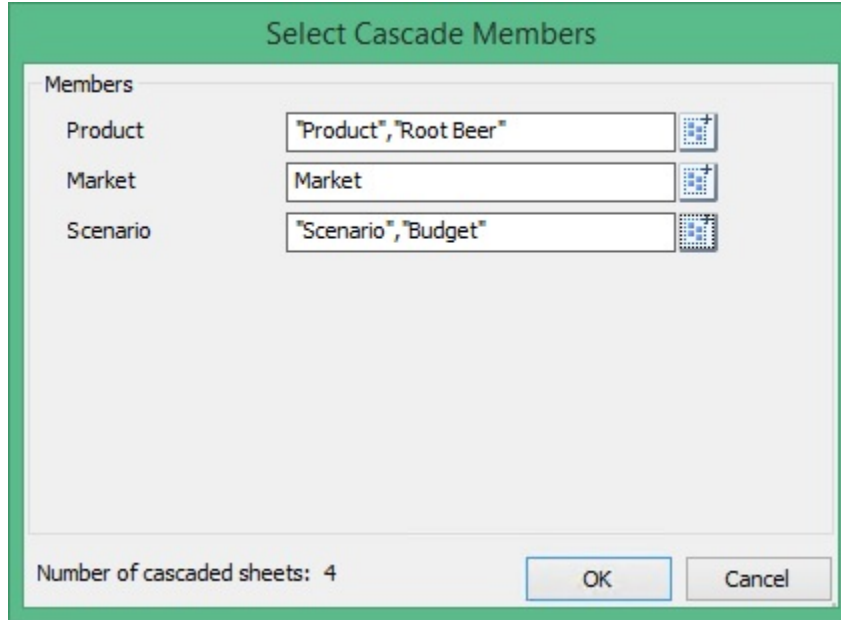 Select Cascade Members
Members
Product "Product","Root Beer"
Market Market
Scenario "Scenario","Budget"
Number of cascaded sheets: 4 OK Cancel